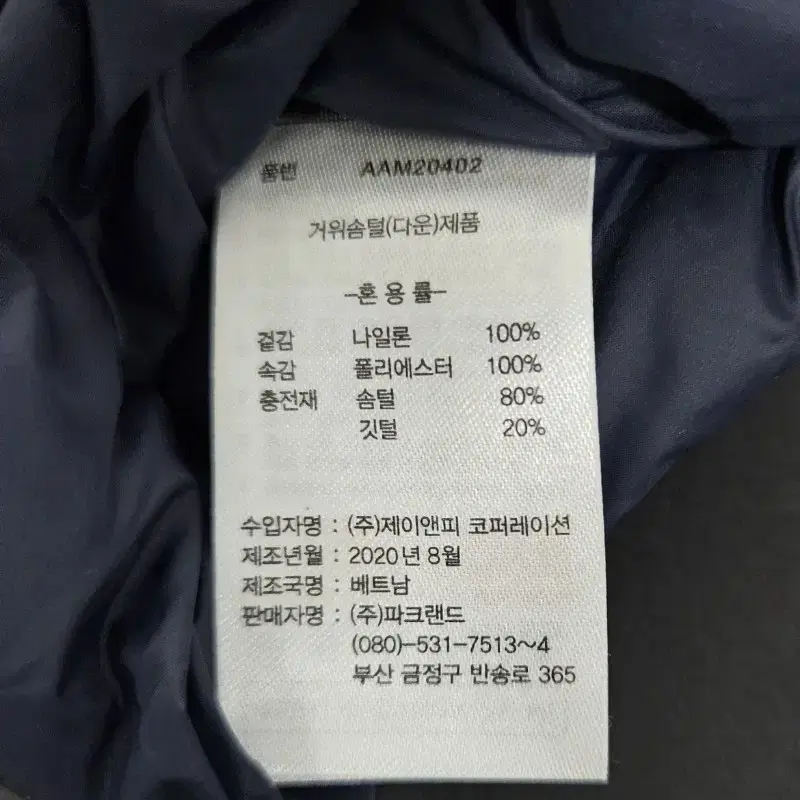 품번 AAM20402
거위솜털(다운)제품
-혼 용 률-
겉감 나일론 100%
속감 폴리에스터 100%
충전재 솜털 80%
깃털 20%
수입자명 : (주)제이앤피 코퍼레이션
제조년월 : 2020년 8월
제조국명 : 베트남
판매자명 : (주)파크랜드
(080)-531-7513~4
부산 금정구 반송로 365